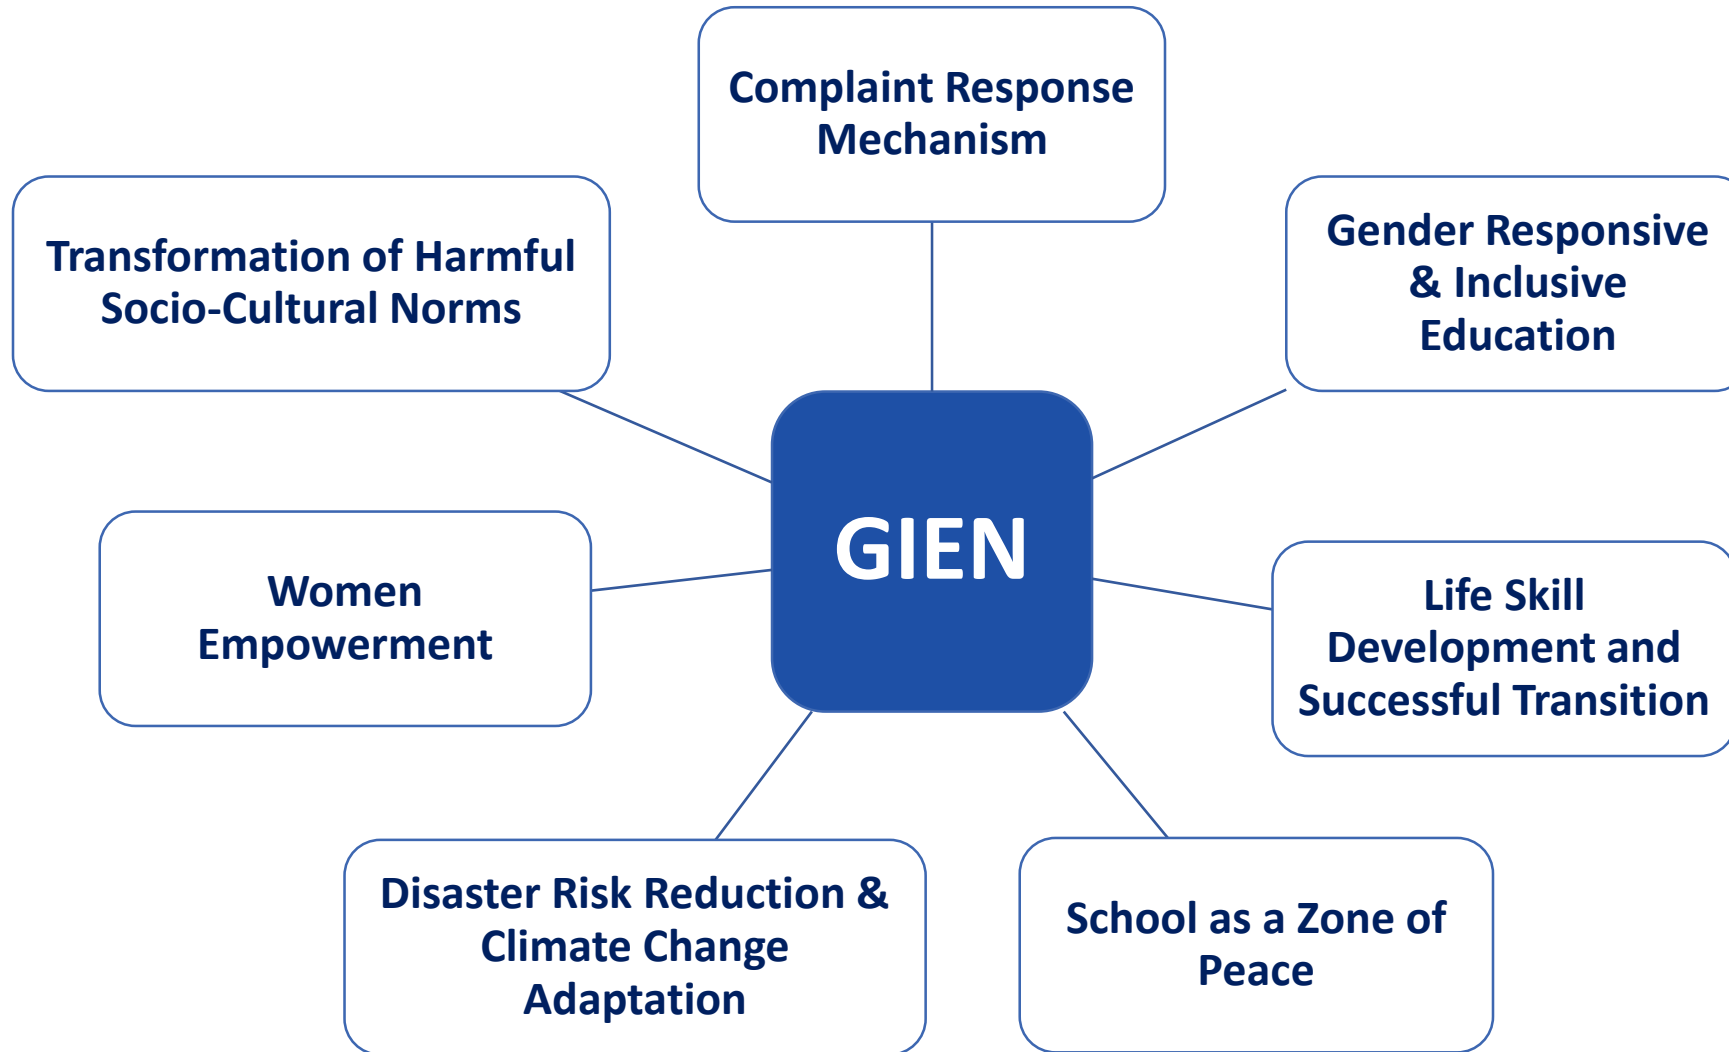 Complaint Response
Mechanism
Gender Responsive
& Inclusive
Education
Life Skill
Development and
Successful Transition
School as a Zone of
Peace
Disaster Risk Reduction &
Climate Change
Adaptation
Women
Empowerment
Transformation of Harmful
Socio-Cultural Norms
GIEN